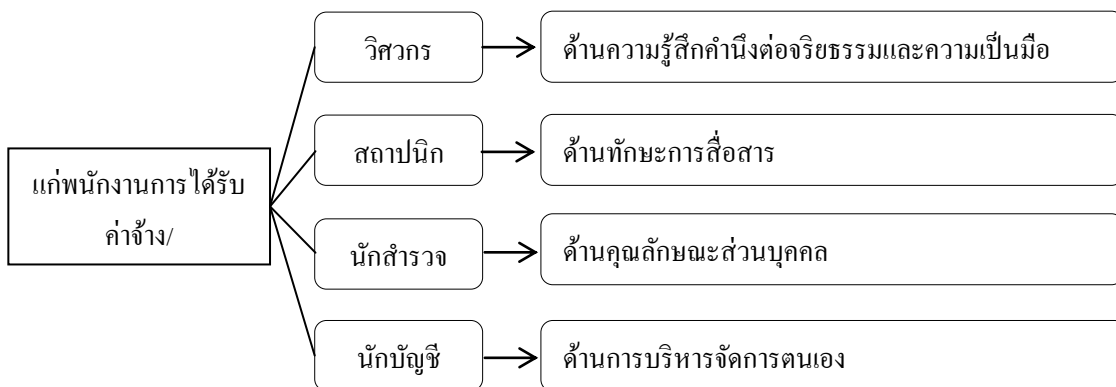 วิศวกร
ด้านความรู้สึกคำนึงต่อจริยธรรมและความเป็นมือ
สถาปนิก
ด้านทักษะการสื่อสาร
แก่พนักงานการได้รับ
ค่าจ้าง/
นักสำรวจ
ด้านคุณลักษณะส่วนบุคคล
นักบัญชี
ด้านการบริหารจัดการตนเอง